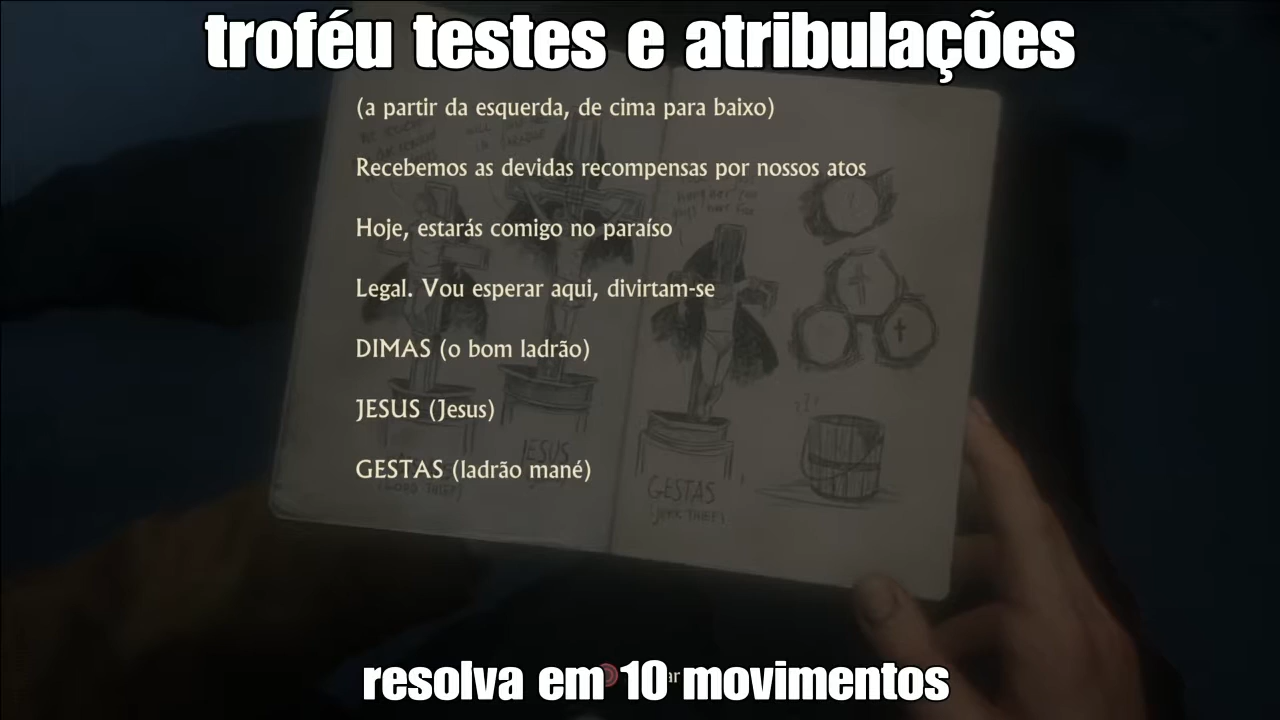 troféu testes e atribulações
(a partir da esquerda, de cima para baixo)
Recebemos as devidas recompensas por nossos atos
Hoje, estarás comigo no paraíso
Legal. Vou esperar aqui, divirtam-se
DIMAS (o bom ladrão)
JESUS (Jesus)
GESTAS (ladrão mané)
JESUS
GESTAS
resolva em 10 movimentos